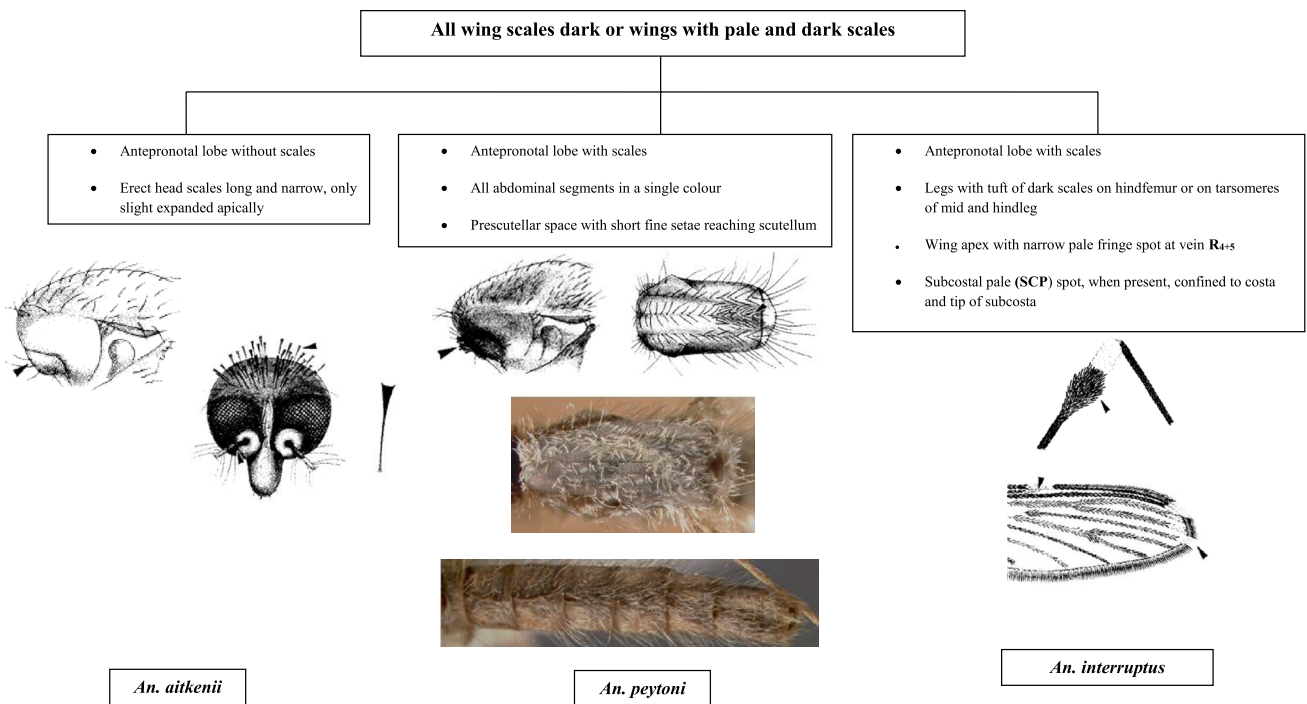 All wing scales dark or wings with pale and dark scales
• Antepronotal lobe without scales
• Erect head scales long and narrow, only
slight expanded apically
• Antepronotal lobe with scales
• All abdominal segments in a single colour
• Prescutellar space with short fine setae reaching scutellum
• Antepronotal lobe with scales
• Legs with tuft of dark scales on hindfemur or on tarsomeres
of mid and hindleg
• Wing apex with narrow pale fringe spot at vein R4+5
• Subcostal pale (SCP) spot, when present, confined to costa
and tip of subcosta
An. aitkenii
An. peytoni
An. interruptus